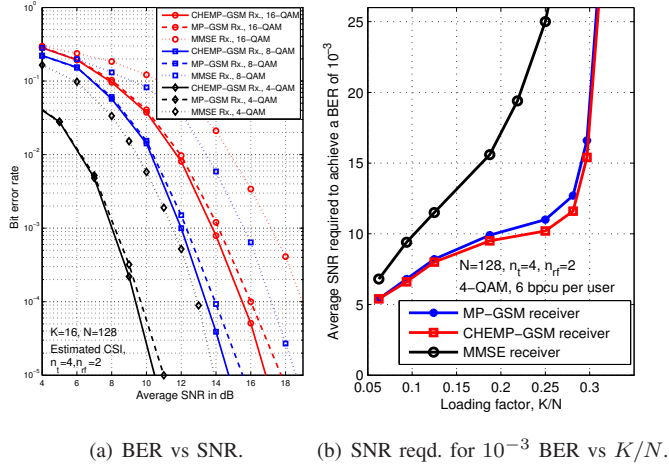 CHEMP-GSM Rx., 16-QAM
MP-GSM Rx., 16-QAM
MMSE Rx., 16-QAM
CHEMP-GSM Rx., 8-QAM
MP-GSM Rx., 8-QAM
MMSE Rx., 8-QAM
CHEMP-GSM Rx., 4-QAM
MP-GSM Rx., 4-QAM
MMSE Rx., 4-QAM
10^0
10^-1
10^-2
10^-3
10^-4
10^-5
Bit error rate
K=16, N=128
Estimated CSI,
n_t=4,n_rf=2
4 6 8 10 12 14 16 18
Average SNR in dB
(a) BER vs SNR.
Average SNR required to achieve a BER of 10^-3
25
20
15
10
5
0
N=128, n_t=4, n_rf=2
4-QAM, 6 bpcu per user
MP-GSM receiver
CHEMP-GSM receiver
MMSE receiver
0.05 0.1 0.15 0.2 0.25 0.3
Loading factor, K/N
(b) SNR reqd. for 10^-3 BER vs K/N.